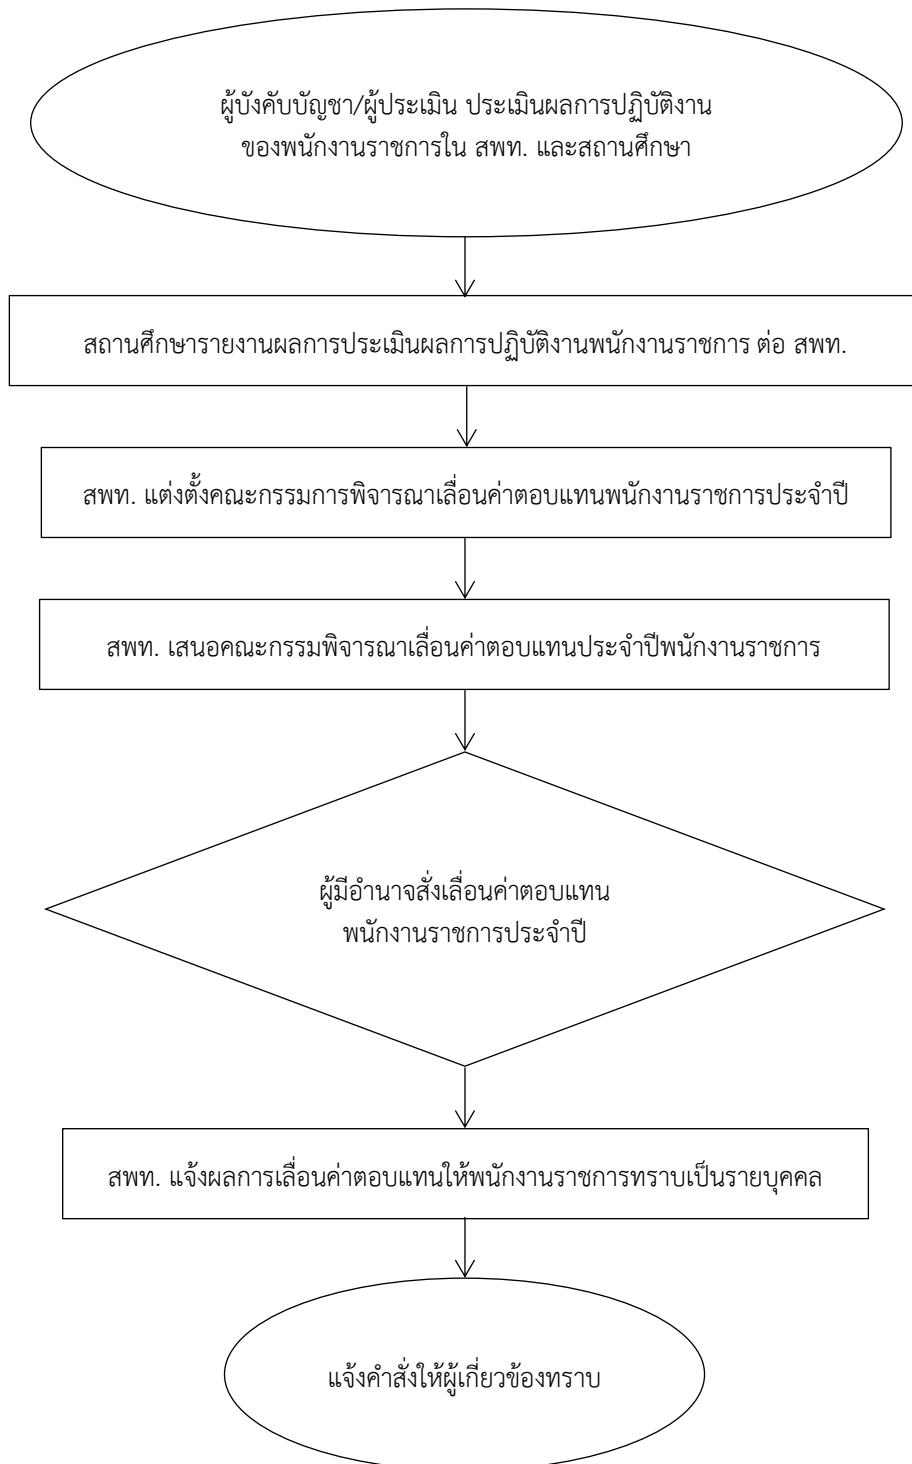 ผู้บังคับบัญชา/ผู้ประเมิน ประเมินผลการปฏิบัติงาน
ของพนักงานราชการใน สพท. และสถานศึกษา
สถานศึกษารายงานผลการประเมินผลการปฏิบัติงานพนักงานราชการ ต่อ สพท.
สพท. แต่งตั้งคณะกรรมการพิจารณาเลื่อนค่าตอบแทนพนักงานราชการประจำปี
สพท. เสนอคณะกรรมพิจารณาเลื่อนค่าตอบแทนประจำปีพนักงานราชการ
ผู้มีอำนาจสั่งเลื่อนค่าตอบแทน
พนักงานราชการประจำปี
สพท. แจ้งผลการเลื่อนค่าตอบแทนให้พนักงานราชการทราบเป็นรายบุคคล
แจ้งคำสั่งให้ผู้เกี่ยวข้องทราบ